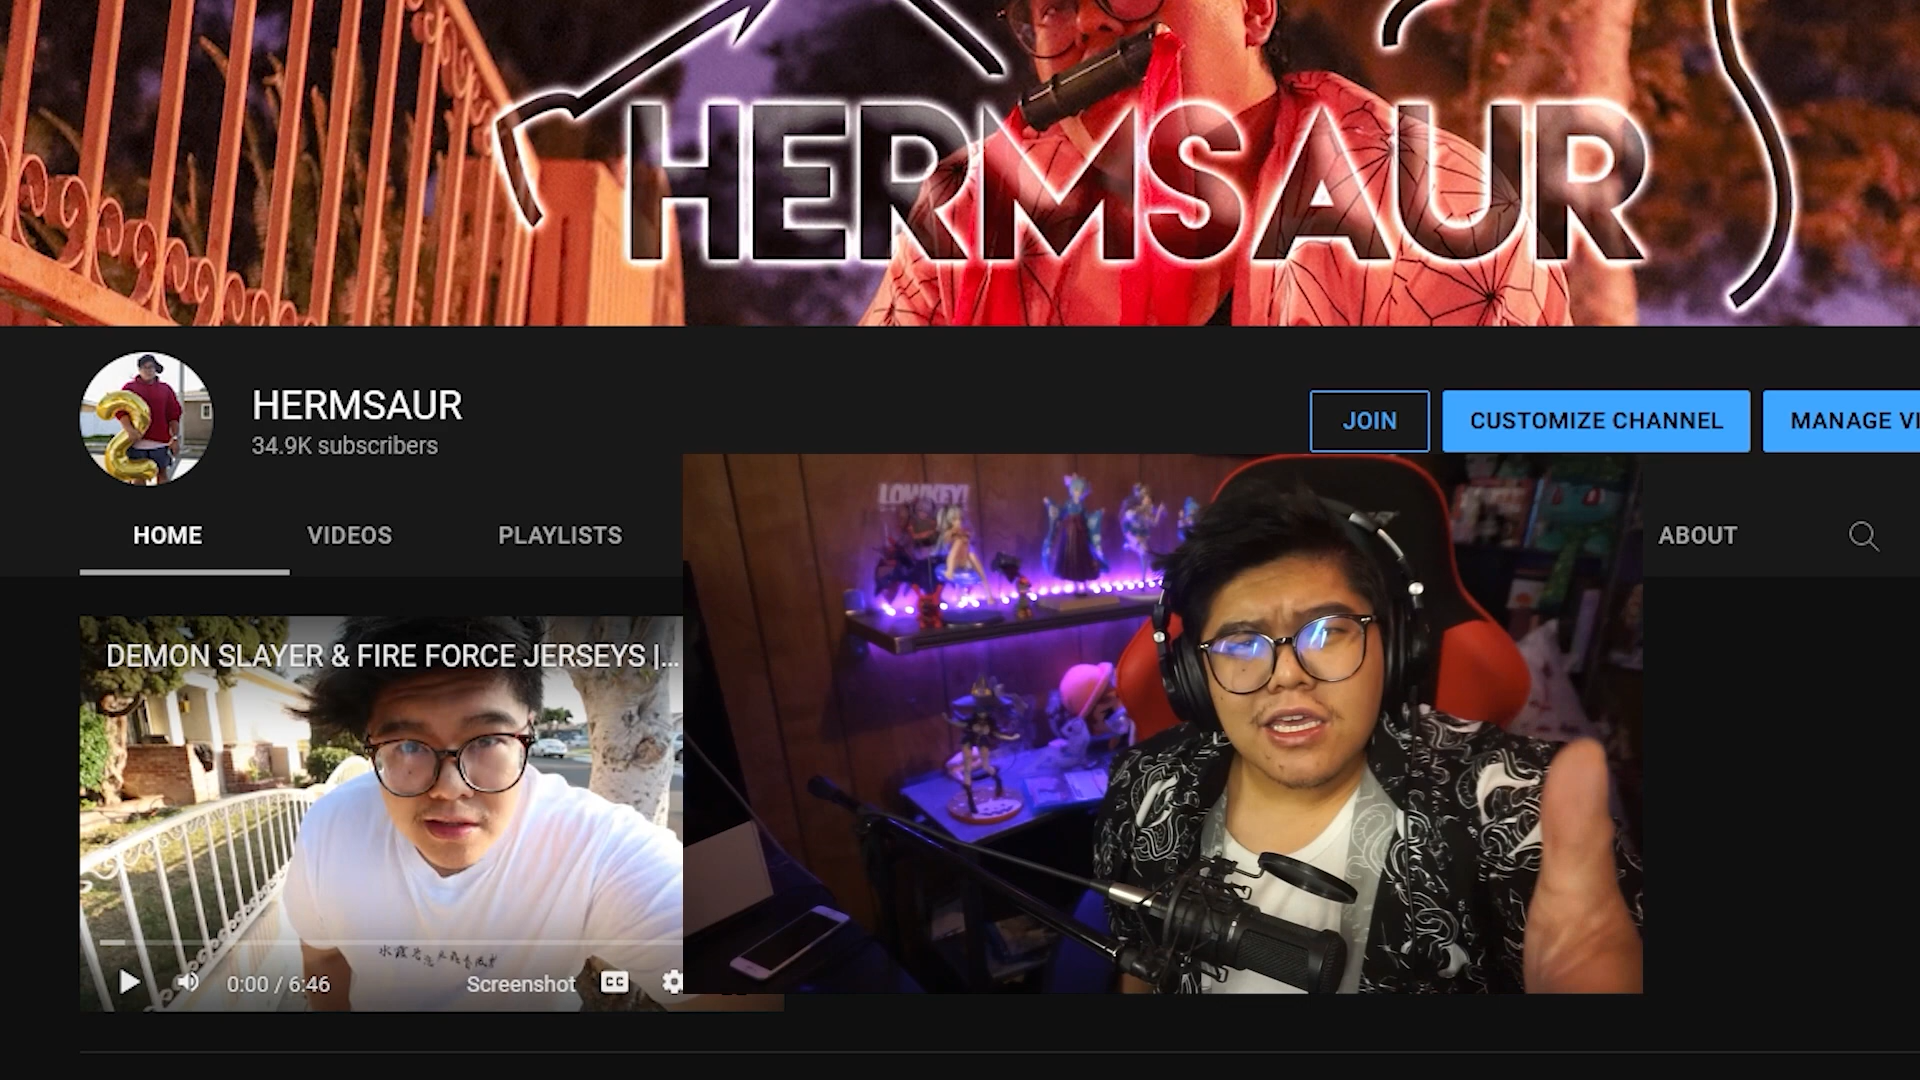 HERMSAUR
HERMSAUR
34.9K subscribers
JOIN
CUSTOMIZE CHANNEL
MANAGE VI
HOME
VIDEOS
PLAYLISTS
ABOUT
LOWKEY!
DEMON SLAYER & FIRE FORCE JERSEYS |...
0:00 / 6:46
Screenshot
CC